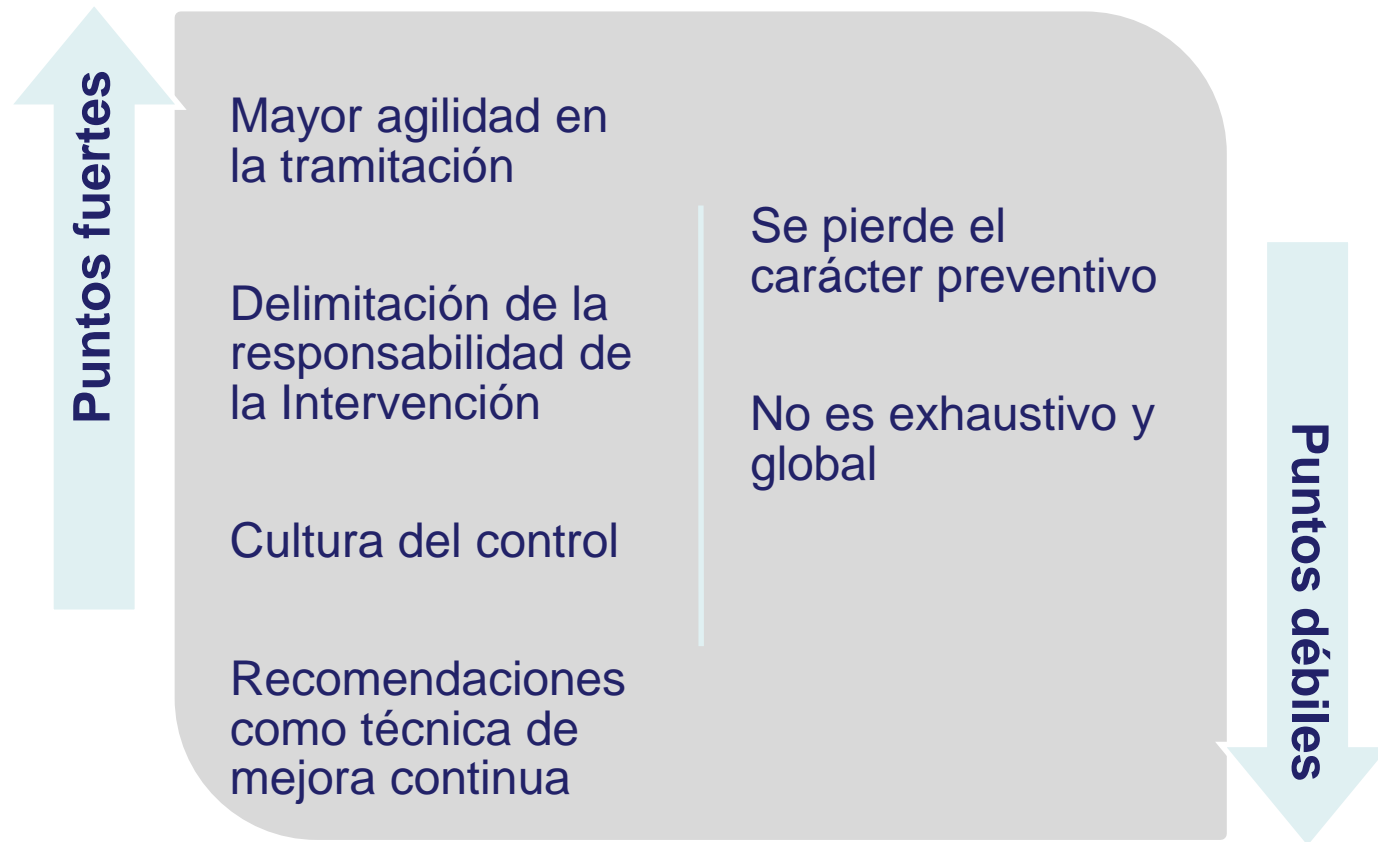 Puntos fuertes
Mayor agilidad en
la tramitación
Delimitación de la
responsabilidad de
la Intervención
Cultura del control
Recomendaciones
como técnica de
mejora continua
Se pierde el
carácter preventivo
No es exhaustivo y
global
Puntos débiles